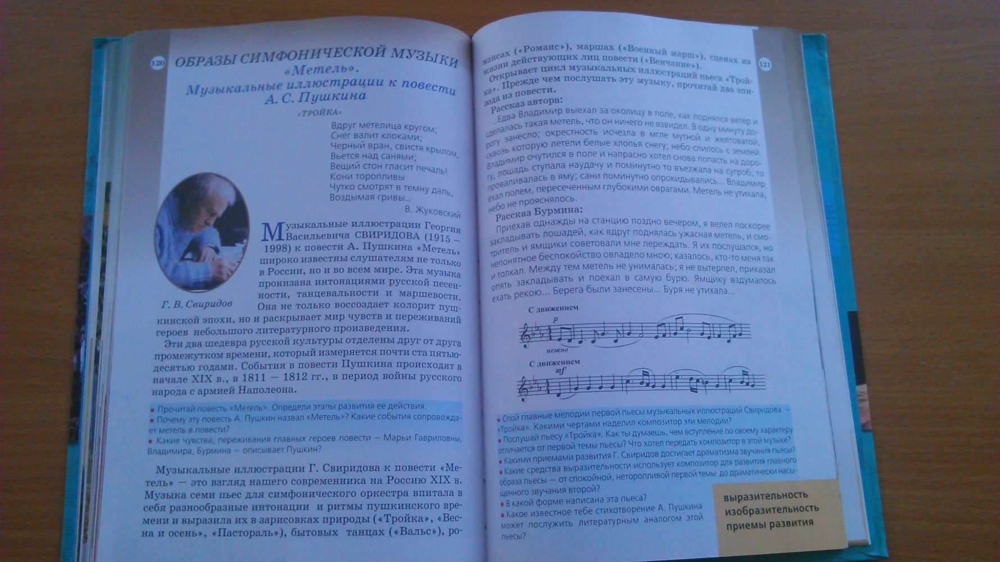 120
ОБРАЗЫ СИМФОНИЧЕСКОЙ МУЗЫКИ
«Метель».
Музыкальные иллюстрации к повести
А. С. Пушкина
«ТРОЙКА»
Вдруг метелица кругом;
Снег валит клоками;
Черный вран, свистя крылом,
Вьется над санями;
Вещий стон гласит печаль!
Кони торопливы
Чутко смотрят в темну даль,
Воздымая гривы...
В. Жуковский
Музыкальные иллюстрации Георгия
Васильевича СВИРИДОВА (1915 –
1998) к повести А. Пушкина «Метель»
широко известны слушателям не только
в России, но и во всем мире. Эта музыка
пронизана интонациями русской песен-
ности, танцевальности и маршевости.
Она не только воссоздает колорит пуш-
Г. В. Свиридов
кинской эпохи, но и раскрывает мир чувств и переживаний
героев небольшого литературного произведения.
Эти два шедевра русской культуры отделены друг от друга
промежутком времени, который измеряется почти ста пятью-
десятью годами. События в повести Пушкина происходят в
начале XIX в., в 1811 — 1812 гг., в период войны русского
народа с армией Наполеона.
• Прочитай повесть «Метель». Определи этапы развития ее действия.
• Почему эту повесть А. Пушкин назвал «Метель»? Какие события сопровожда-
ет метель в повести?
• Какие чувства, переживания главных героев повести — Марьи Гавриловны,
Владимира, Бурмина — описывает Пушкин?
Музыкальные иллюстрации Г. Свиридова к повести «Ме-
тель» — это взгляд нашего современника на Россию XIX в.
Музыка семи пьес для симфонического оркестра впитала в
себя разнообразные интонации и ритмы пушкинского вре-
мени и выразила их в зарисовках природы («Тройка», «Вес-
на и осень», «Пастораль»), бытовых танцах («Вальс»), ро-
121
мансах («Романс»), маршах («Военный марш»), сценах из
жизни действующих лиц повести («Венчание»).
Открывает цикл музыкальных иллюстраций пьеса «Трой-
ка». Прежде чем послушать эту музыку, прочитай два эпи-
зода из повести.
Рассказ автора:
...Едва Владимир выехал за околицу в поле, как поднялся ветер и
сделалась такая метель, что он ничего не взвидел. В одну минуту до-
рогу занесло; окрестность исчезла в мгле мутной и желтоватой,
сквозь которую летели белые хлопья снегу; небо слилось с землей.
Владимир очутился в поле и напрасно хотел снова попасть на доро-
гу, лошадь ступала наудачу и поминутно то въезжала на сугроб, то
проваливалась в яму; сани поминутно опрокидывались... Владимир
ехал полем, пересеченным глубокими оврагами. Метель не утихала,
небо не прояснялось.
Рассказ Бурмина:
Приехав однажды на станцию поздно вечером, я велел поскорее
закладывать лошадей, как вдруг поднялась ужасная метель, и смо-
тритель и ямщики советовали мне переждать. Я их послушался, но
непонятное беспокойство овладело мною; казалось, кто-то меня так
и толкал. Между тем метель не унималась; я не вытерпел, приказал
опять закладывать и поехал в самую бурю. Ямщику вздумалось
ехать рекою... Берега были занесены... Буря не утихала...
С движением
p
нежно
С движением
mf
• Спой главные мелодии первой пьесы музыкальных иллюстраций Свиридова —
«Тройка». Какими чертами наделил композитор эти мелодии?
• Послушай пьесу «Тройка». Как ты думаешь, чем вступление по своему характеру
отличается от первой темы пьесы? Что хотел передать композитор в этой музыке?
• Какими приемами развития Г. Свиридов достигает драматизма звучания пьесы?
• Какие средства выразительности использует композитор для развития главного
образа пьесы — от спокойной, неторопливой первой темы до драматически насы-
щенного звучания второй?
• В какой форме написана эта пьеса?
• Какое известное тебе стихотворение А. Пушкина
может послужить литературным аналогом этой
пьесы?
выразительность
изобразительность
приемы развития